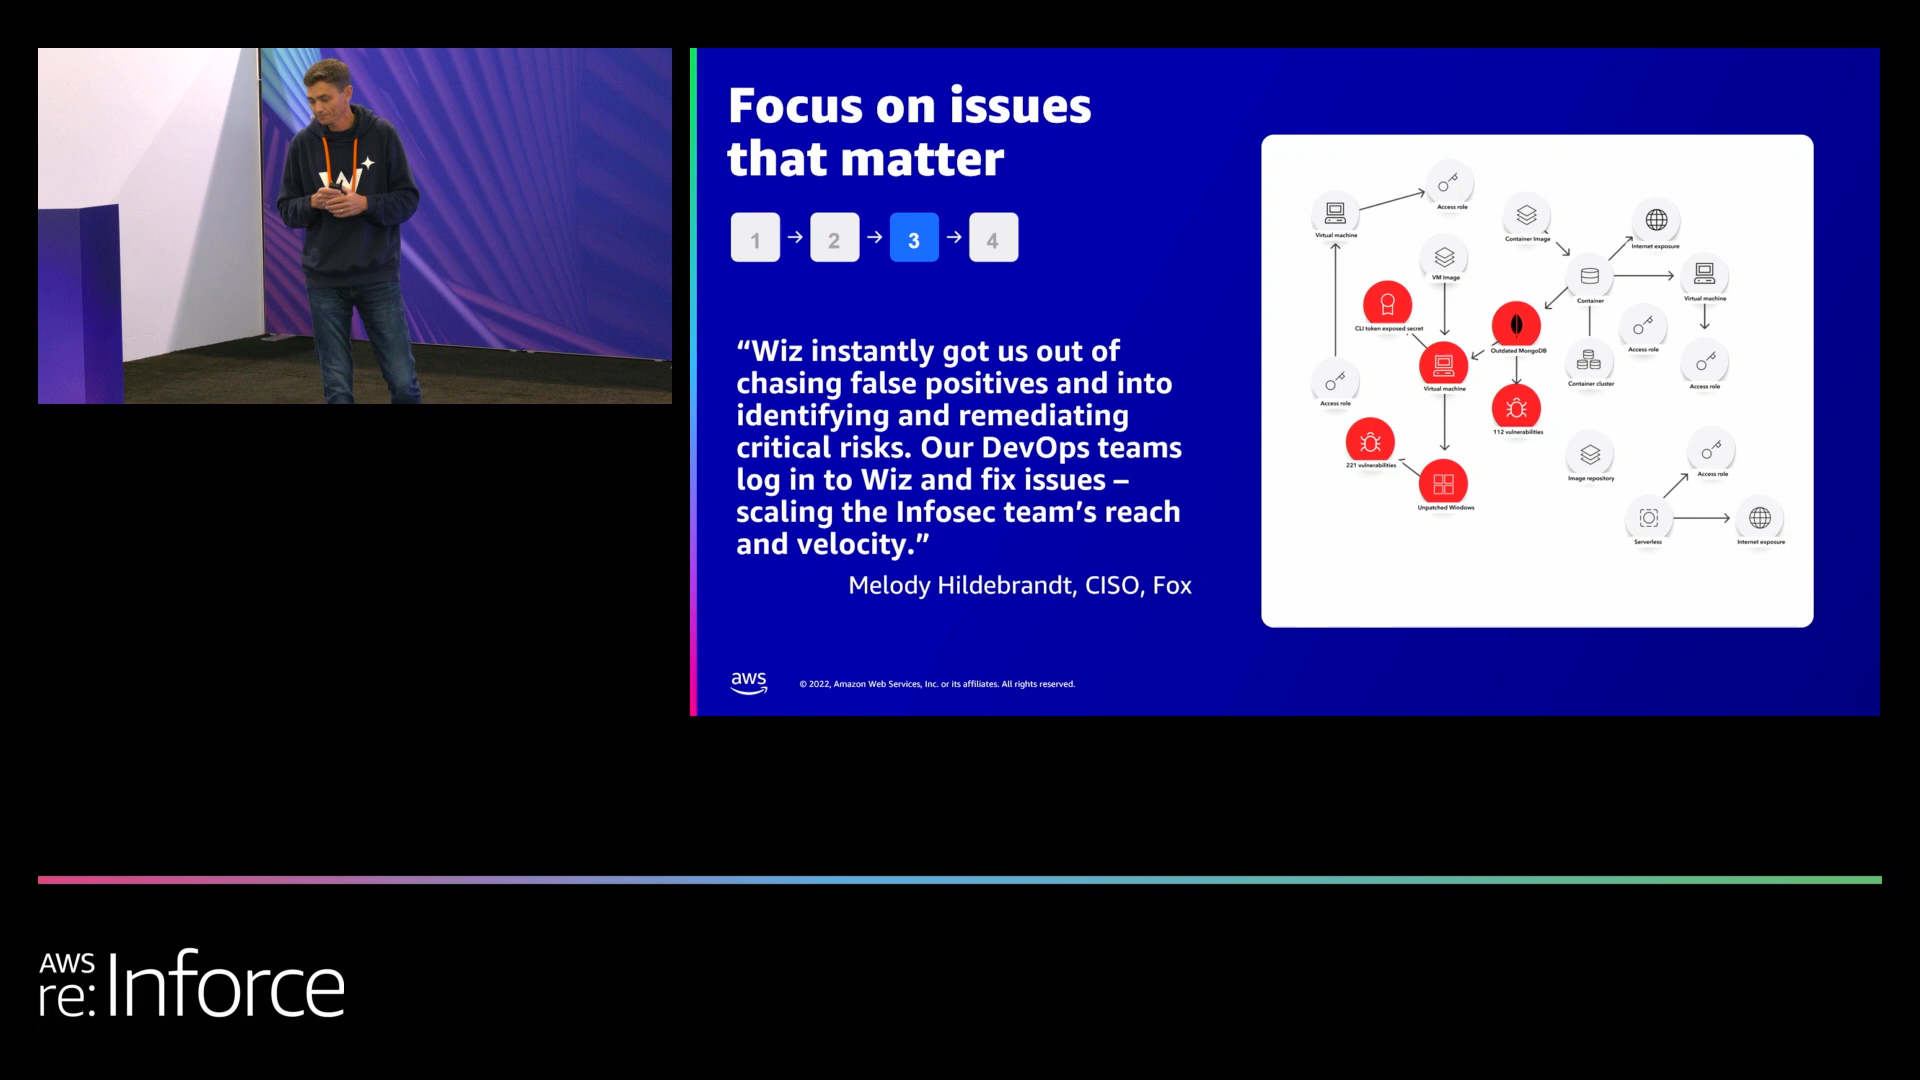 Focus on issues
that matter
1 → 2 → 3 → 4
“Wiz instantly got us out of
chasing false positives and into
identifying and remediating
critical risks. Our DevOps teams
log in to Wiz and fix issues –
scaling the Infosec team’s reach
and velocity.”
Melody Hildebrandt, CISO, Fox
Access role
Virtual machine
Container Image
Internet exposure
VM Image
Container
Virtual machine
CLI token exposed secret
Outdated MongoDB
Access role
Virtual machine
Container cluster
Access role
Access role
112 vulnerabilities
221 vulnerabilities
Image repository
Access role
Unpatched Windows
Serverless
Internet exposure
aws
© 2022, Amazon Web Services, Inc. or its affiliates. All rights reserved.
AWS
re:Inforce